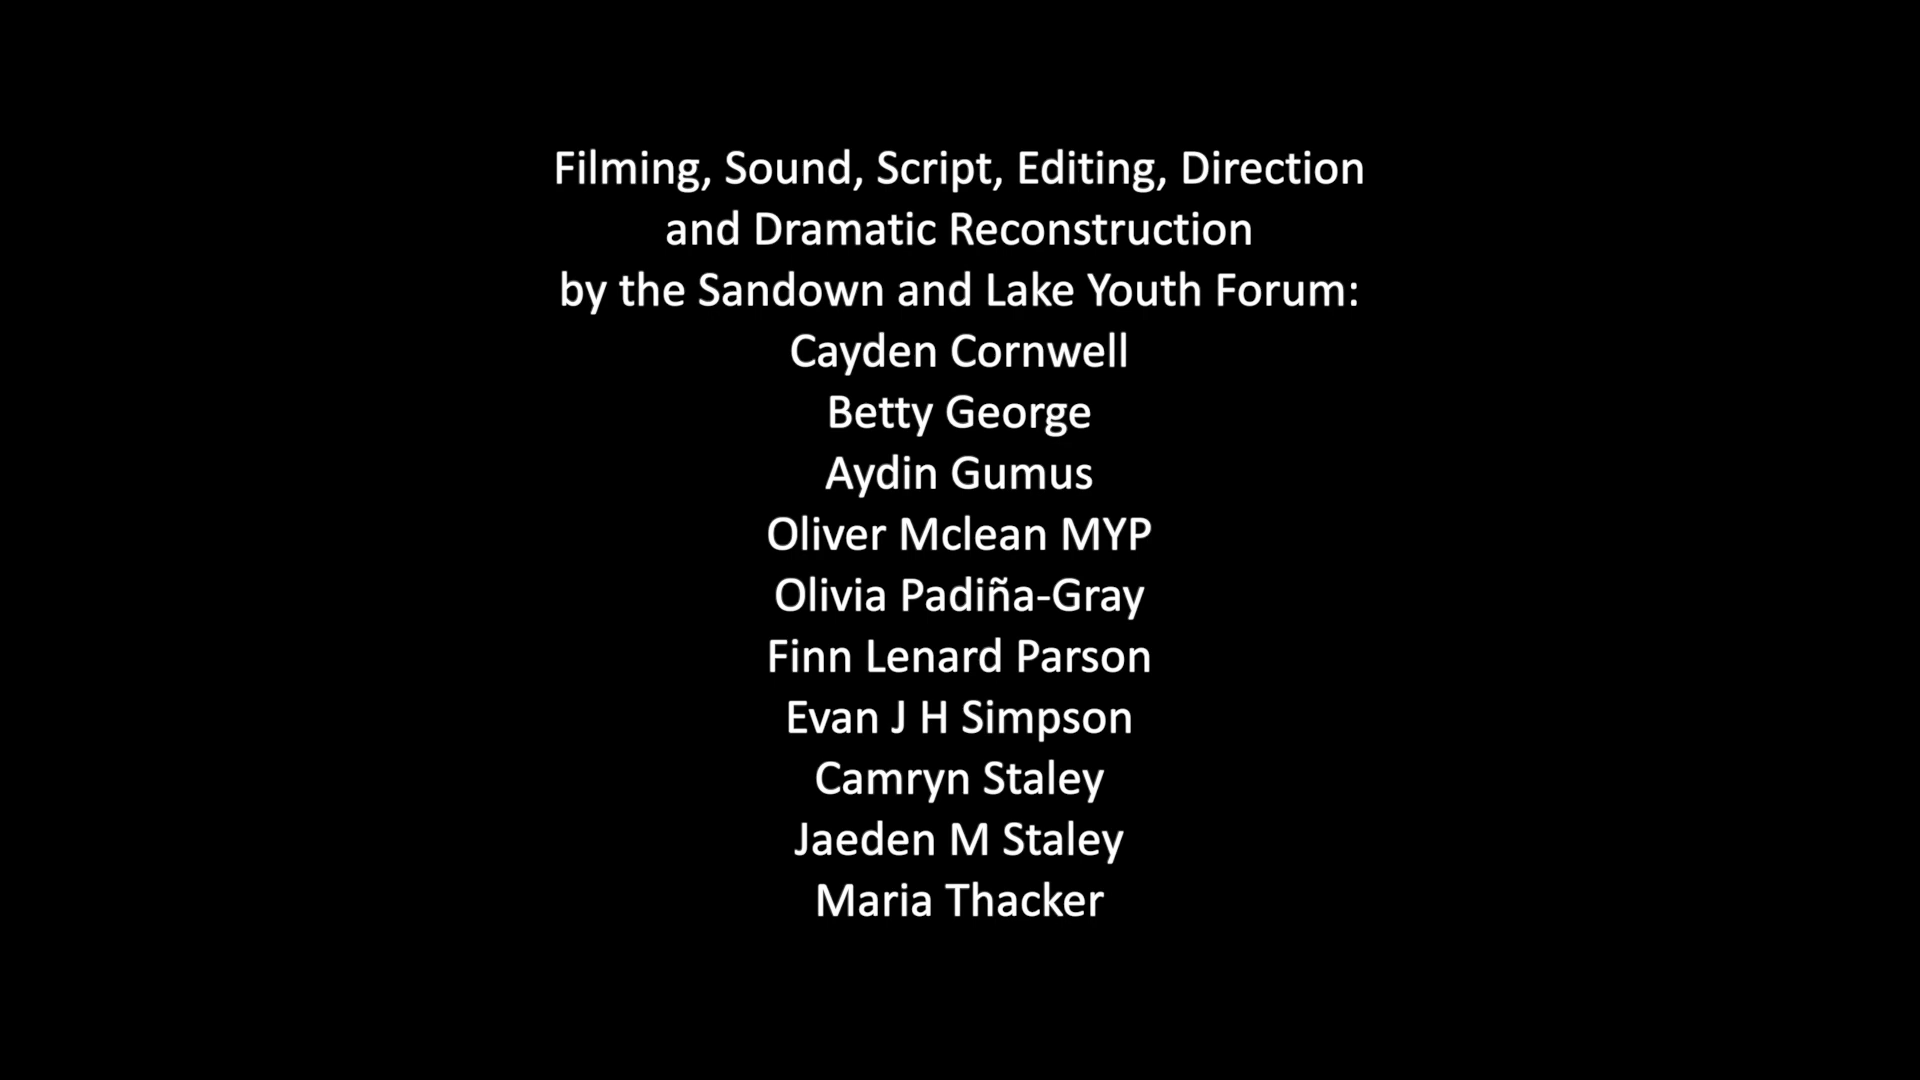 Filming, Sound, Script, Editing, Direction
and Dramatic Reconstruction
by the Sandown and Lake Youth Forum:
Cayden Cornwell
Betty George
Aydin Gumus
Oliver Mclean MYP
Olivia Padiña-Gray
Finn Lenard Parson
Evan J H Simpson
Camryn Staley
Jaeden M Staley
Maria Thacker